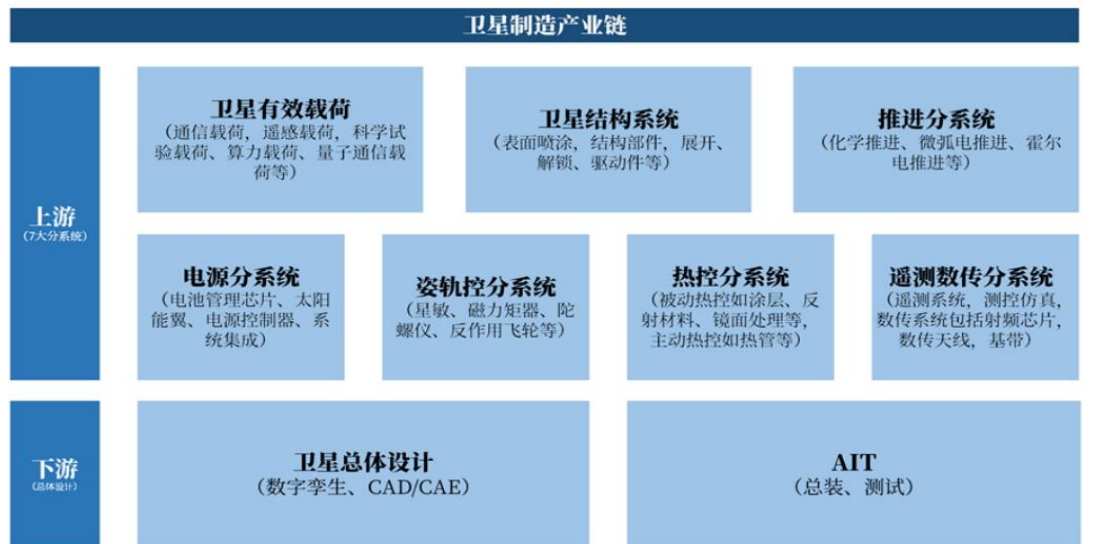 卫星制造产业链
上游
（7大分系统）
卫星有效载荷
（通信载荷，遥感载荷，科学试
验载荷、算力载荷、量子通信载
荷等）
卫星结构系统
（表面喷涂，结构部件，展开、
解锁、驱动件等）
推进分系统
（化学推进、微弧电推进、霍尔
电推进等）
电源分系统
（电池管理芯片、太阳
能翼、电源控制器、系
统集成）
姿轨控分系统
（星敏、磁力矩器、陀
螺仪、反作用飞轮等）
热控分系统
（被动热控如涂层、反
射材料、镜面处理等，
主动热控如热管等）
遥测数传分系统
（遥测系统，测控仿真，
数传系统包括射频芯片，
数传天线，基带）
下游
（总体设计）
卫星总体设计
（数字孪生、CAD/CAE）
AIT
（总装、测试）